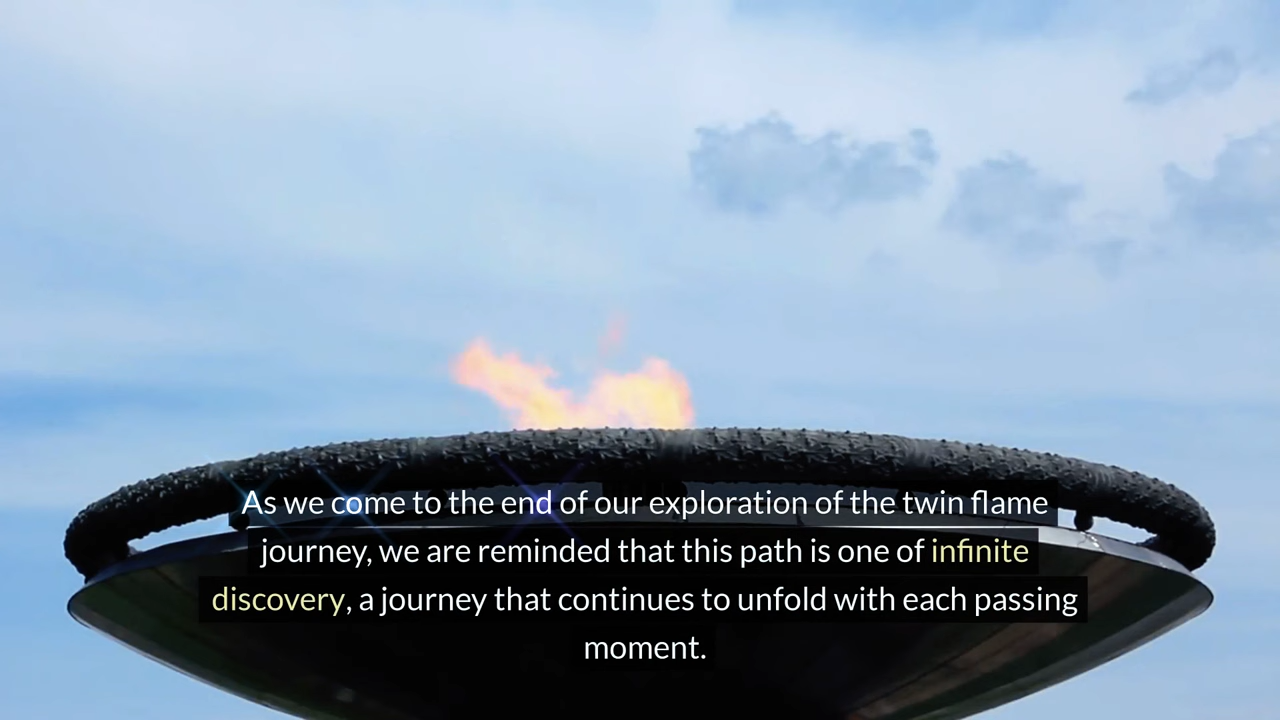 As we come to the end of our exploration of the twin flame
journey, we are reminded that this path is one of infinite
discovery, a journey that continues to unfold with each passing
moment.